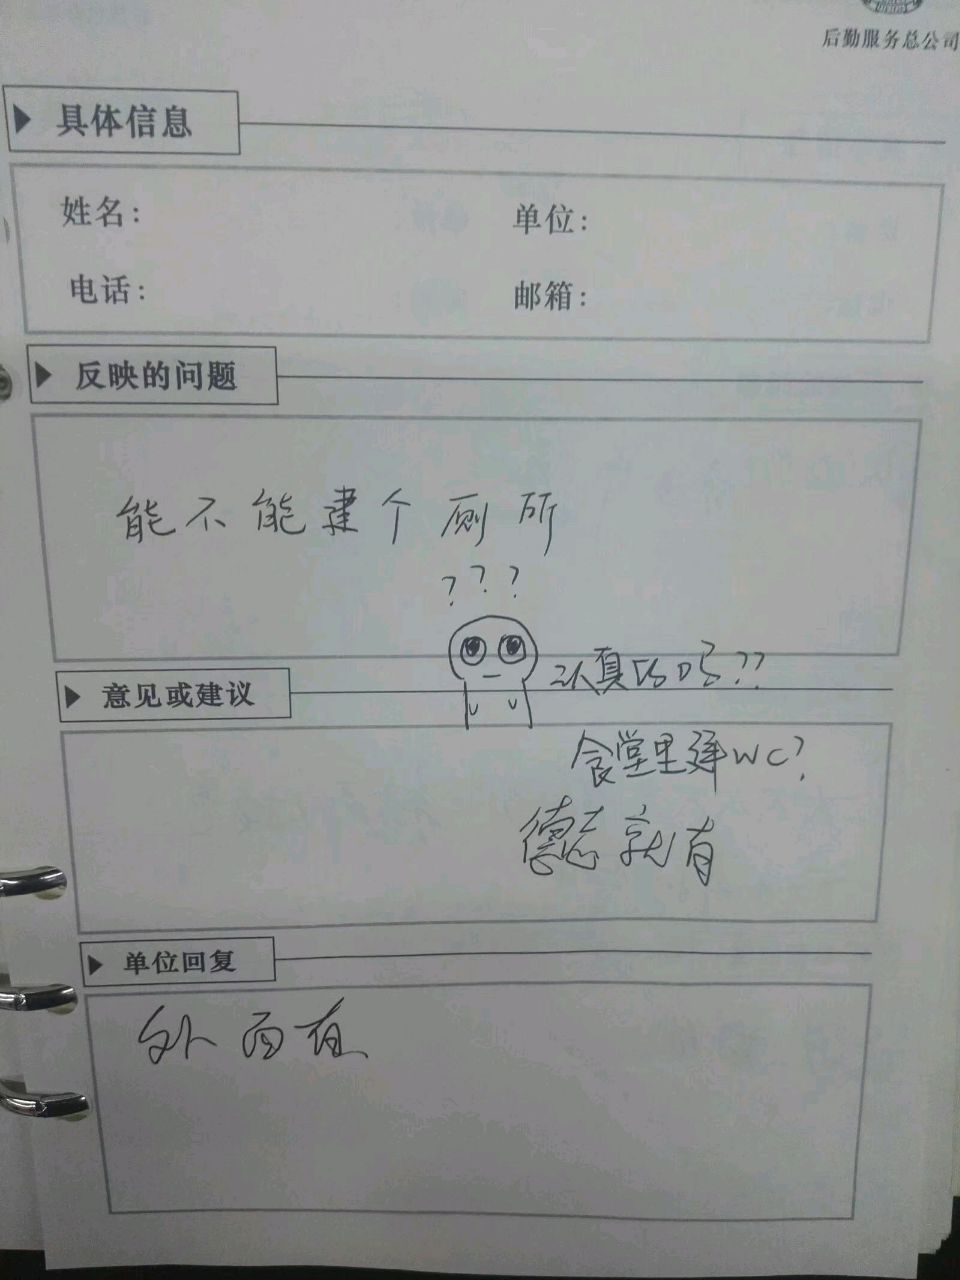 后勤服务总公司
具体信息
姓名: 单位:
电话: 邮箱:
反映的问题
能不能建个厕所
???
认真的吗??
意见或建议
食堂里建WC?
德志就有
单位回复
外面有